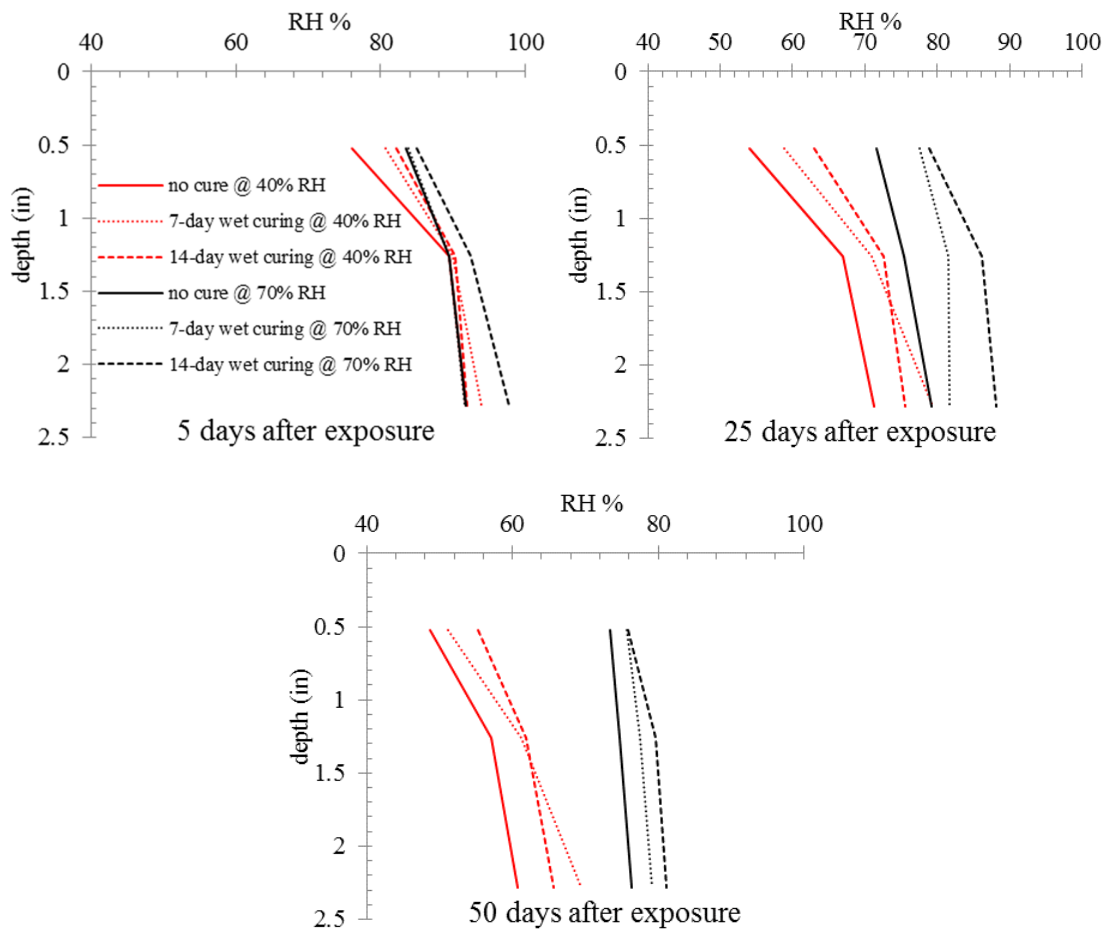 RH %
40 60 80 100
0
0.5
1
1.5
2
2.5
depth (in)
no cure @ 40% RH
7-day wet curing @ 40% RH
14-day wet curing @ 40% RH
no cure @ 70% RH
7-day wet curing @ 70% RH
14-day wet curing @ 70% RH
5 days after exposure
RH %
40 50 60 70 80 90 100
0
0.5
1
1.5
2
2.5
depth (in)
25 days after exposure
RH %
40 60 80 100
0
0.5
1
1.5
2
2.5
depth (in)
50 days after exposure